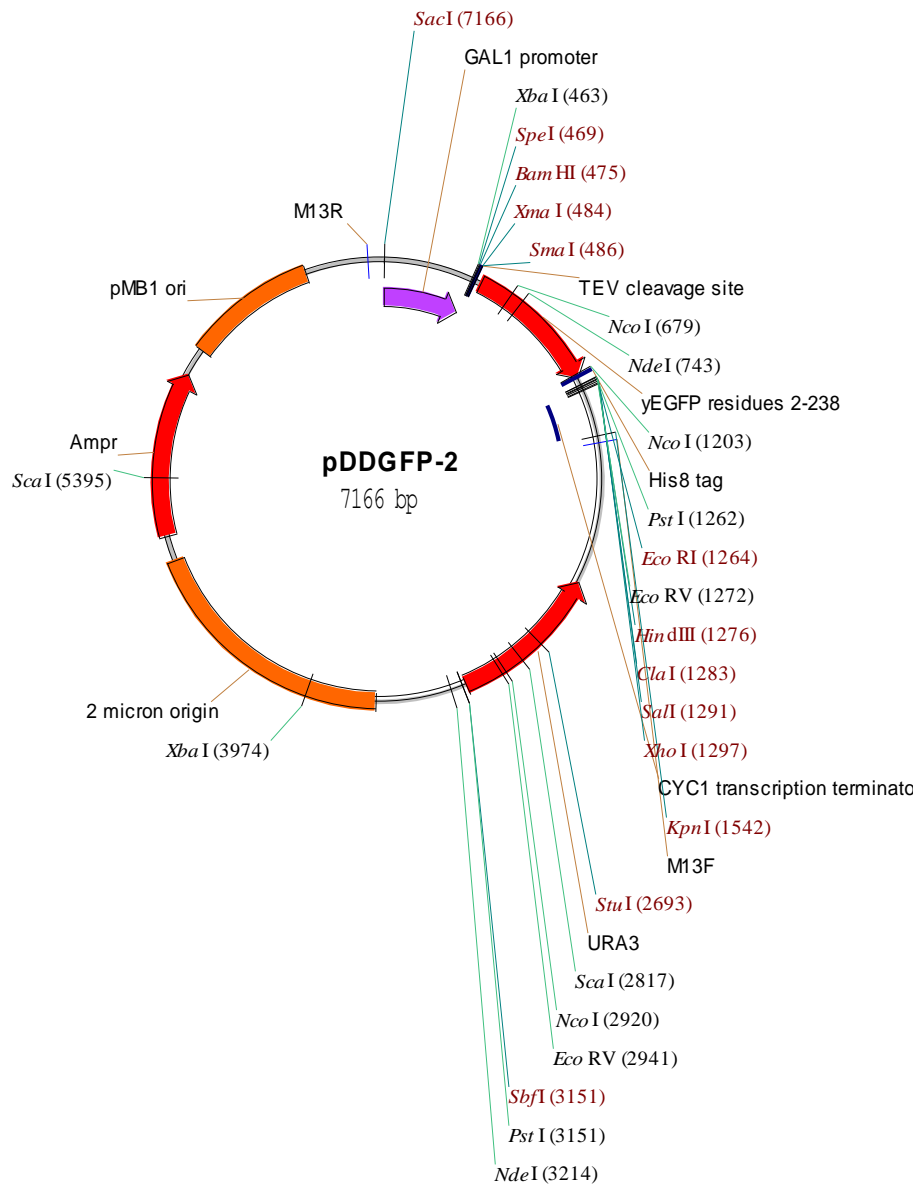 SacI (7166)
GAL1 promoter
XbaI (463)
SpeI (469)
BamHI (475)
M13R
XmaI (484)
SmaI (486)
pMB1 ori
TEV cleavage site
NcoI (679)
NdeI (743)
yEGFP residues 2-238
Ampr
NcoI (1203)
pDDGFP-2
ScaI (5395)
His8 tag
7166 bp
PstI (1262)
EcoRI (1264)
EcoRV (1272)
HindIII (1276)
ClaI (1283)
2 micron origin
SalI (1291)
XbaI (3974)
XhoI (1297)
CYC1 transcription terminato
KpnI (1542)
M13F
StuI (2693)
URA3
ScaI (2817)
NcoI (2920)
EcoRV (2941)
SbfI (3151)
PstI (3151)
NdeI (3214)